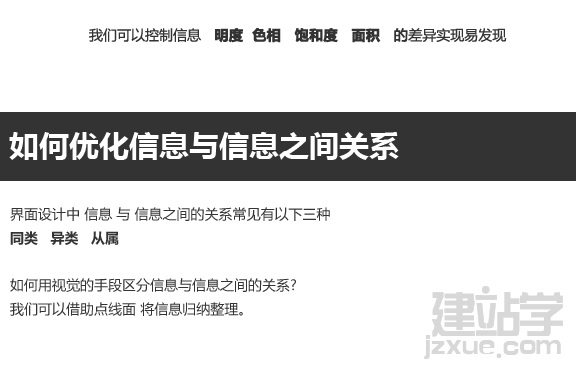 我们可以控制信息 明度 色相 饱和度 面积 的差异实现易发现
如何优化信息与信息之间关系
界面设计中 信息 与 信息之间的关系常见有以下三种
同类 异类 从属
如何用视觉的手段区分信息与信息之间的关系?
我们可以借助点线面 将信息归纳整理。
建站学
jzxue.com